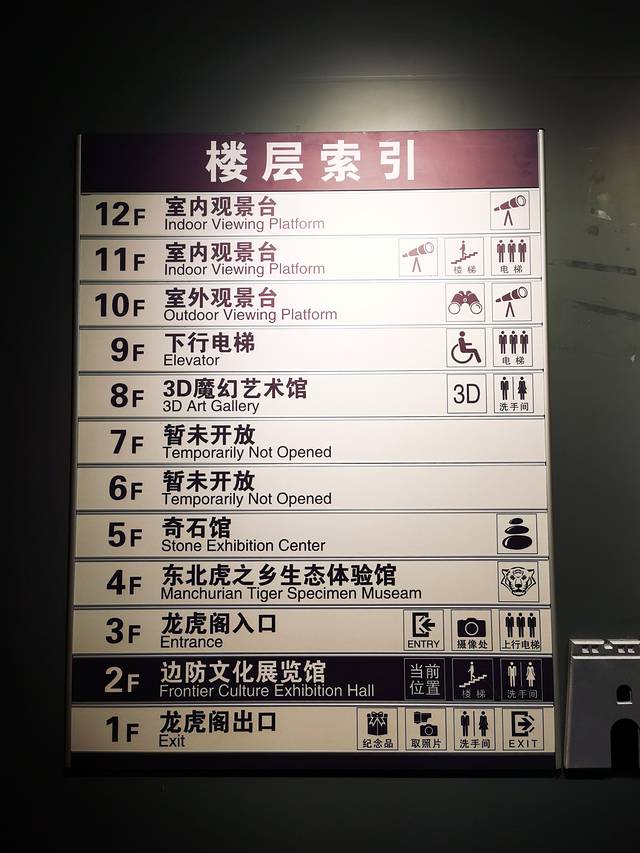 楼层索引
12F 室内观景台
Indoor Viewing Platform
11F 室内观景台
Indoor Viewing Platform
楼梯 电梯
10F 室外观景台
Outdoor Viewing Platform
9F 下行电梯
Elevator
电梯
8F 3D魔幻艺术馆
3D Art Gallery
3D 洗手间
7F 暂未开放
Temporarily Not Opened
6F 暂未开放
Temporarily Not Opened
5F 奇石馆
Stone Exhibition Center
4F 东北虎之乡生态体验馆
Manchurian Tiger Specimen Museam
3F 龙虎阁入口
Entrance
ENTRY 摄像处 上行电梯
2F 边防文化展览馆
Frontier Culture Exhibition Hall
当前位置 楼梯 洗手间
1F 龙虎阁出口
Exit
纪念品 取照片 洗手间 EXIT